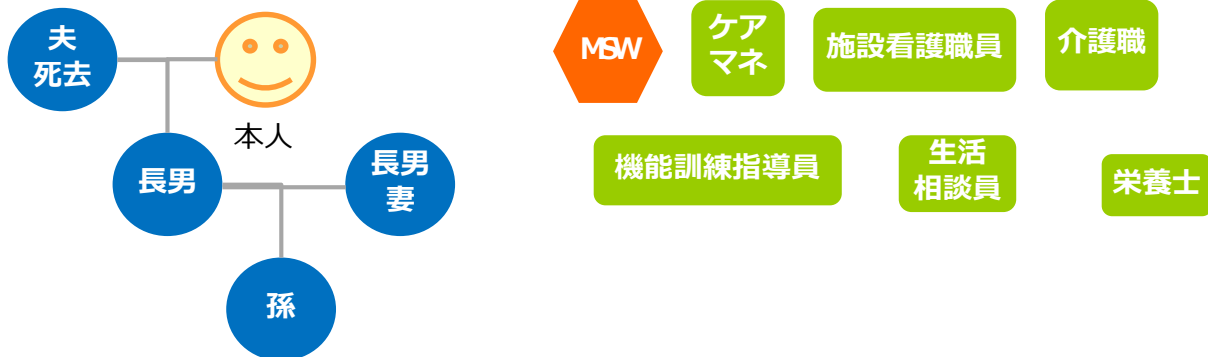 夫
死去
本人
長男
長男
妻
孫
MSW
ケア
マネ
施設看護職員
介護職
機能訓練指導員
生活
相談員
栄養士